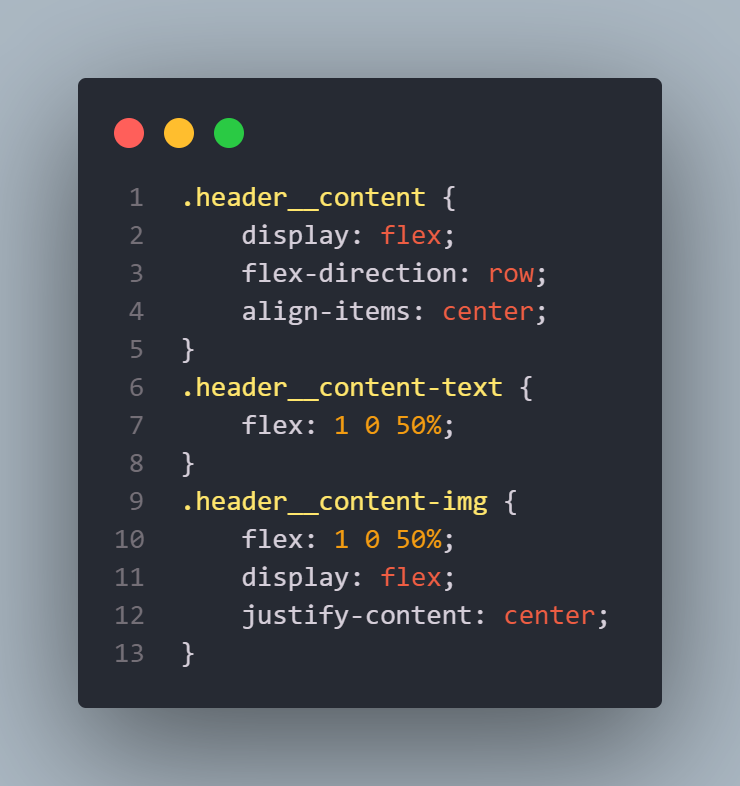 1 .header__content {
2 display: flex;
3 flex-direction: row;
4 align-items: center;
5 }
6 .header__content-text {
7 flex: 1 0 50%;
8 }
9 .header__content-img {
10 flex: 1 0 50%;
11 display: flex;
12 justify-content: center;
13 }